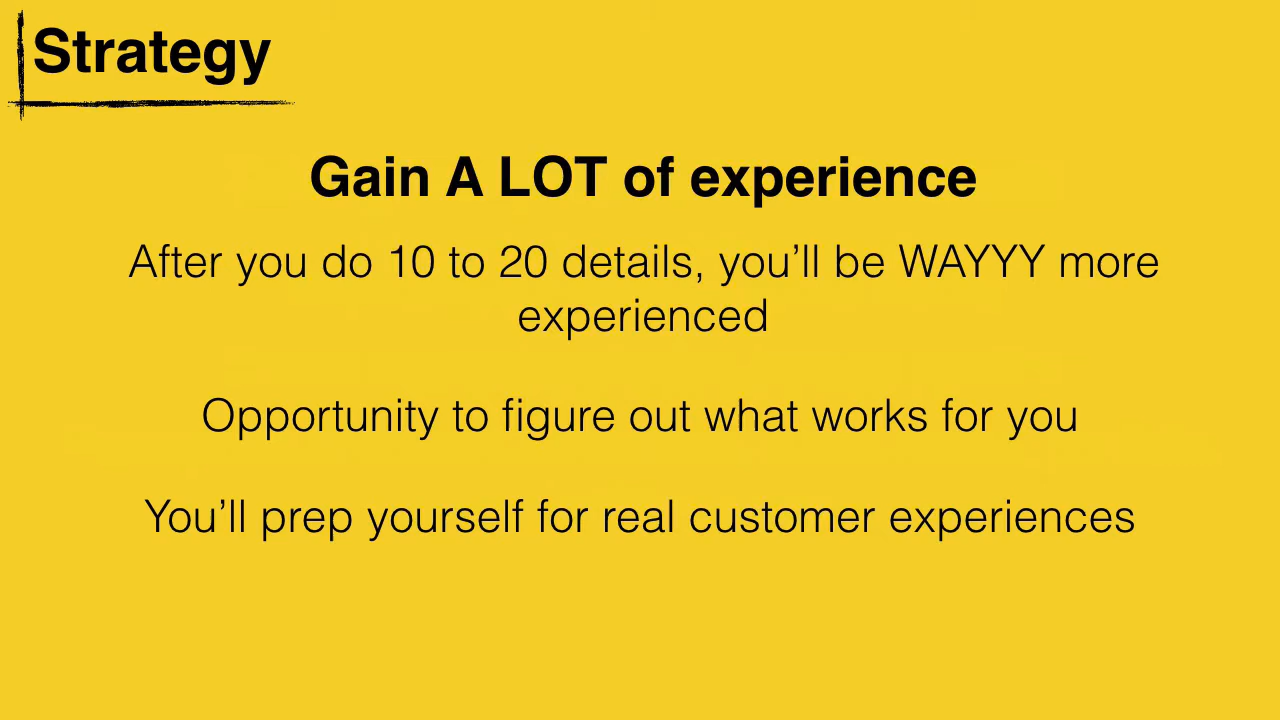 Strategy
Gain A LOT of experience
After you do 10 to 20 details, you’ll be WAYYY more
experienced
Opportunity to figure out what works for you
You’ll prep yourself for real customer experiences